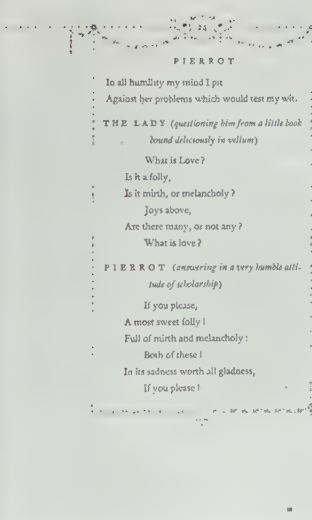 24
PIERROT
In all humility my mind I pit
Against her problems which would test my wit.
THE LADY (questioning him from a little book
bound deliciously in vellum)
What is Love?
Is it a folly,
Is it mirth, or melancholy?
Joys above,
Are there many, or not any?
What is love?
PIERROT (answering in a very humble atti-
tude of scholarship)
If you please,
A most sweet folly!
Full of mirth and melancholy:
Both of these!
In its sadness worth all gladness,
If you please!